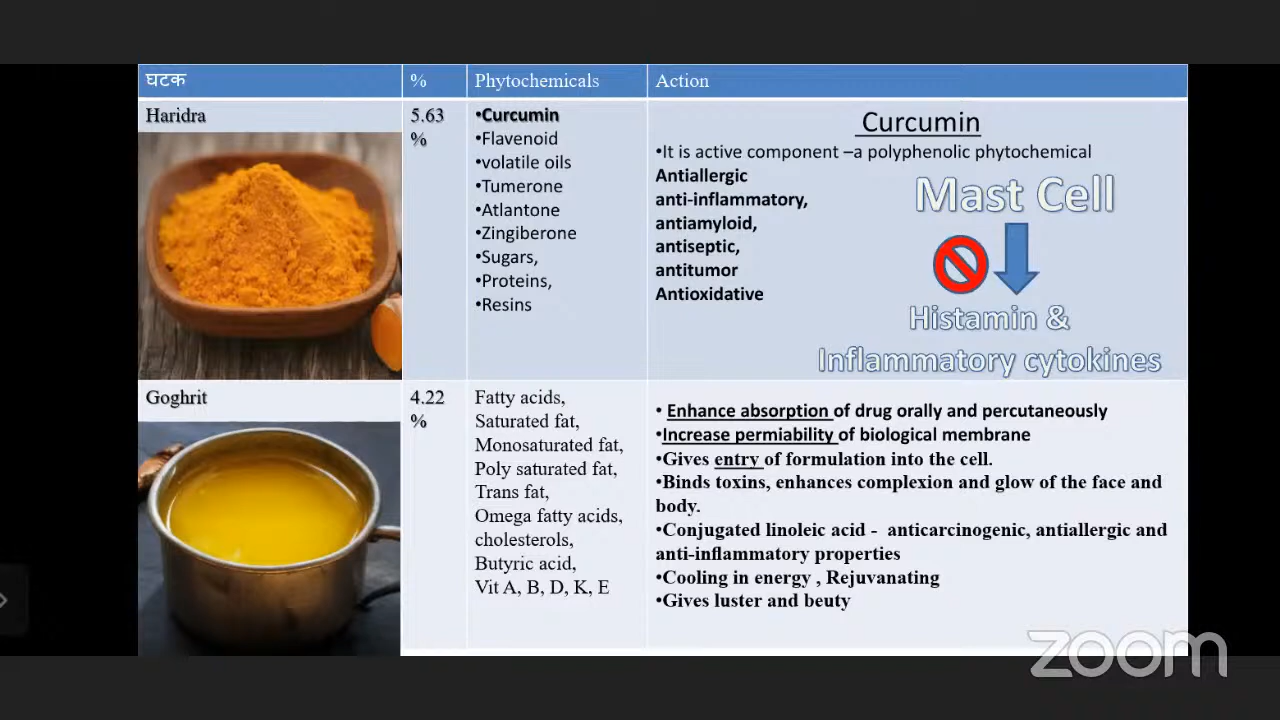 घटक % Phytochemicals Action
Haridra
5.63
%
•Curcumin
•Flavenoid
•volatile oils
•Tumerone
•Atlantone
•Zingiberone
•Sugars,
•Proteins,
•Resins
Curcumin
•It is active component –a polyphenolic phytochemical
Antiallergic
anti-inflammatory,
antiamyloid,
antiseptic,
antitumor
Antioxidative
Mast Cell
Histamin &
Inflammatory cytokines
Goghrit
4.22
%
Fatty acids,
Saturated fat,
Monosaturated fat,
Poly saturated fat,
Trans fat,
Omega fatty acids,
cholesterols,
Butyric acid,
Vit A, B, D, K, E
• Enhance absorption of drug orally and percutaneously
•Increase permiability of biological membrane
•Gives entry of formulation into the cell.
•Binds toxins, enhances complexion and glow of the face and
body.
•Conjugated linoleic acid - anticarcinogenic, antiallergic and
anti-inflammatory properties
•Cooling in energy , Rejuvanating
•Gives luster and beuty
zoom